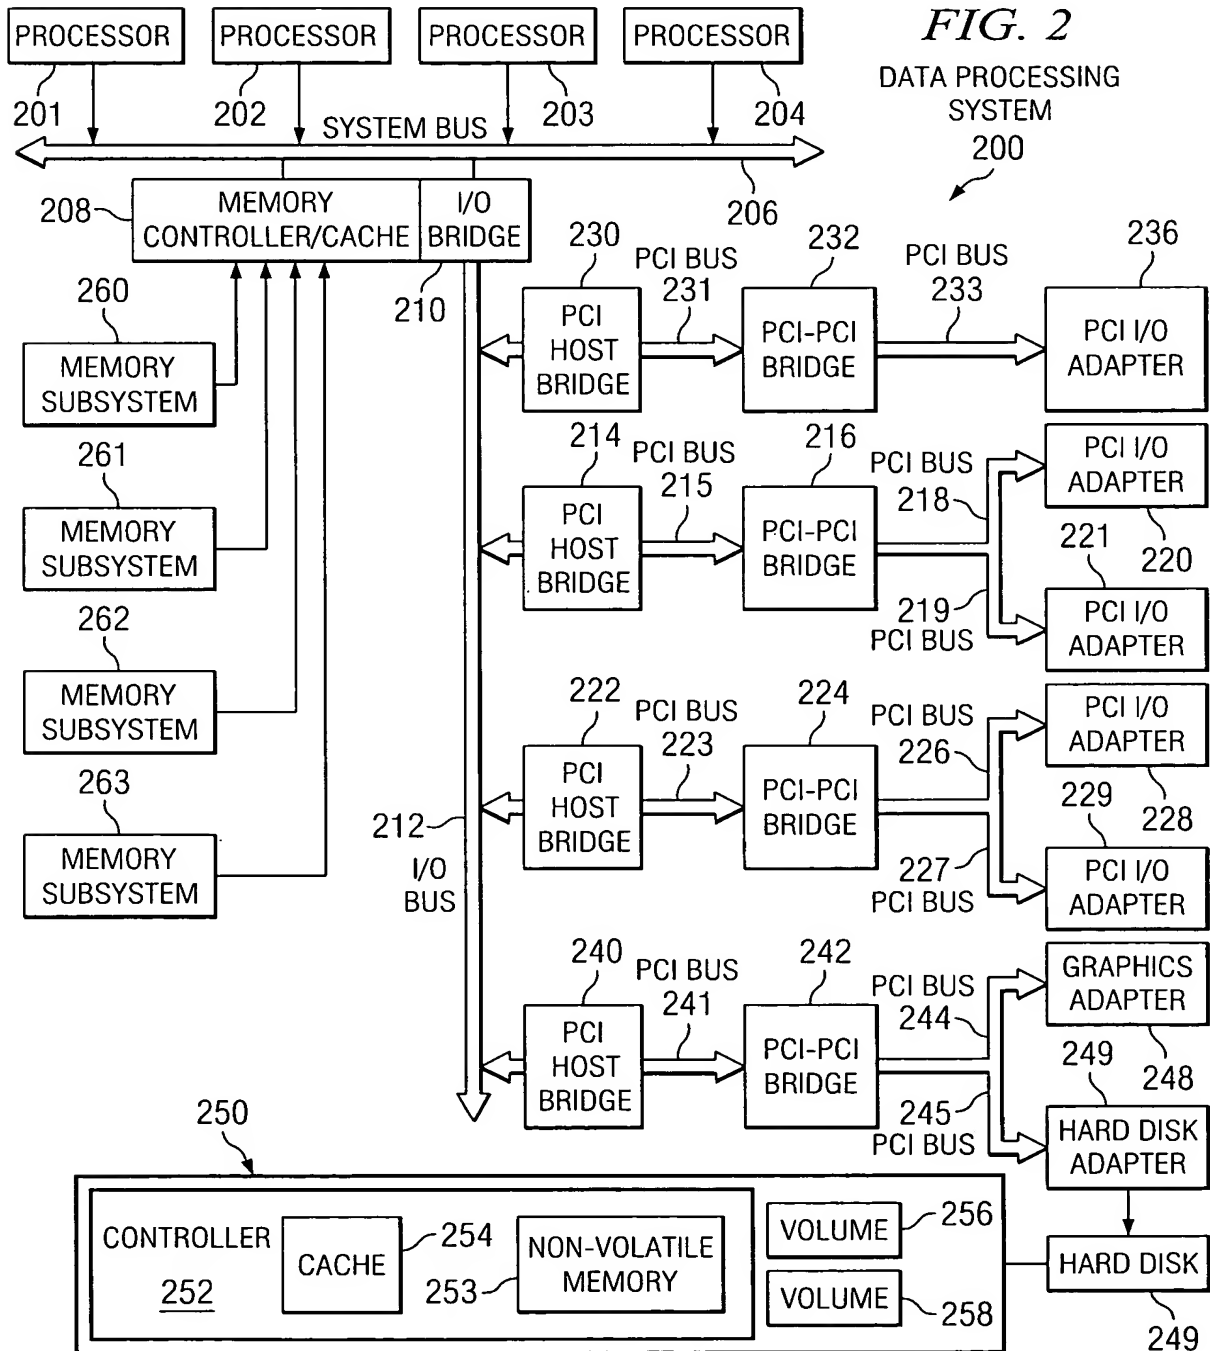 FIG. 2
DATA PROCESSING
SYSTEM
200
PROCESSOR
201
PROCESSOR
202
PROCESSOR
203
PROCESSOR
204
SYSTEM BUS
206
208
MEMORY
CONTROLLER/CACHE
I/O
BRIDGE
210
260
MEMORY
SUBSYSTEM
261
MEMORY
SUBSYSTEM
262
MEMORY
SUBSYSTEM
263
MEMORY
SUBSYSTEM
212
I/O
BUS
230
PCI
HOST
BRIDGE
PCI BUS
231
232
PCI-PCI
BRIDGE
PCI BUS
233
236
PCI I/O
ADAPTER
214
PCI
HOST
BRIDGE
PCI BUS
215
216
PCI-PCI
BRIDGE
PCI BUS
218
PCI I/O
ADAPTER
220
219
PCI BUS
221
PCI I/O
ADAPTER
222
PCI
HOST
BRIDGE
PCI BUS
223
224
PCI-PCI
BRIDGE
PCI BUS
226
PCI I/O
ADAPTER
228
227
PCI BUS
229
PCI I/O
ADAPTER
240
PCI
HOST
BRIDGE
PCI BUS
241
242
PCI-PCI
BRIDGE
PCI BUS
244
GRAPHICS
ADAPTER
248
245
PCI BUS
249
HARD DISK
ADAPTER
250
CONTROLLER
252
CACHE
254
253
NON-VOLATILE
MEMORY
VOLUME
256
VOLUME
258
HARD DISK
249